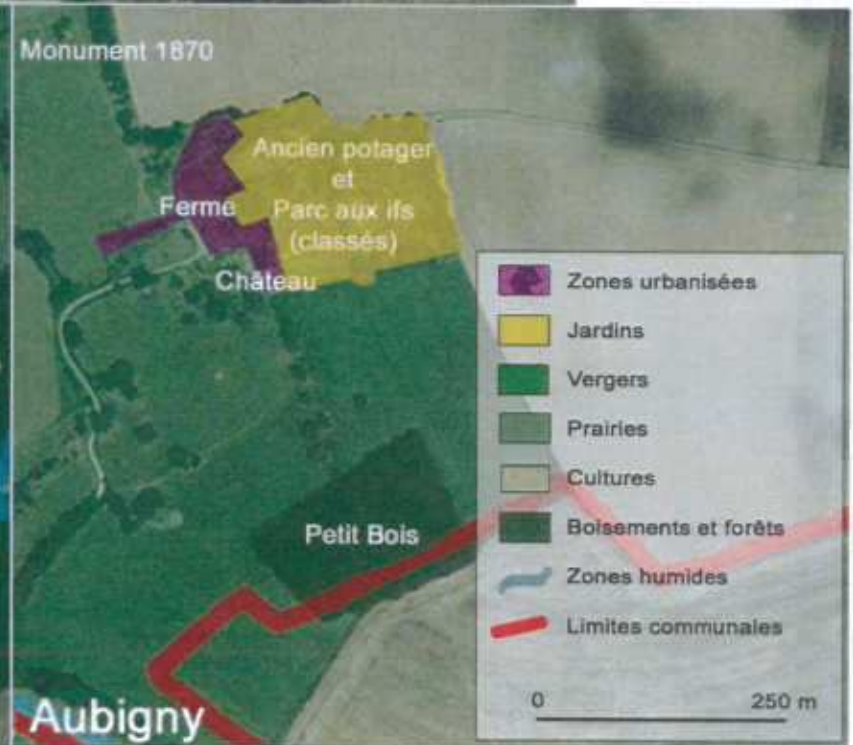 Monument 1870
Ancien potager
et
Parc aux ifs
(classés)
Ferme
Château
Petit Bois
Aubigny
Zones urbanisées
Jardins
Vergers
Prairies
Cultures
Boisements et forêts
Zones humides
Limites communales
0 250 m